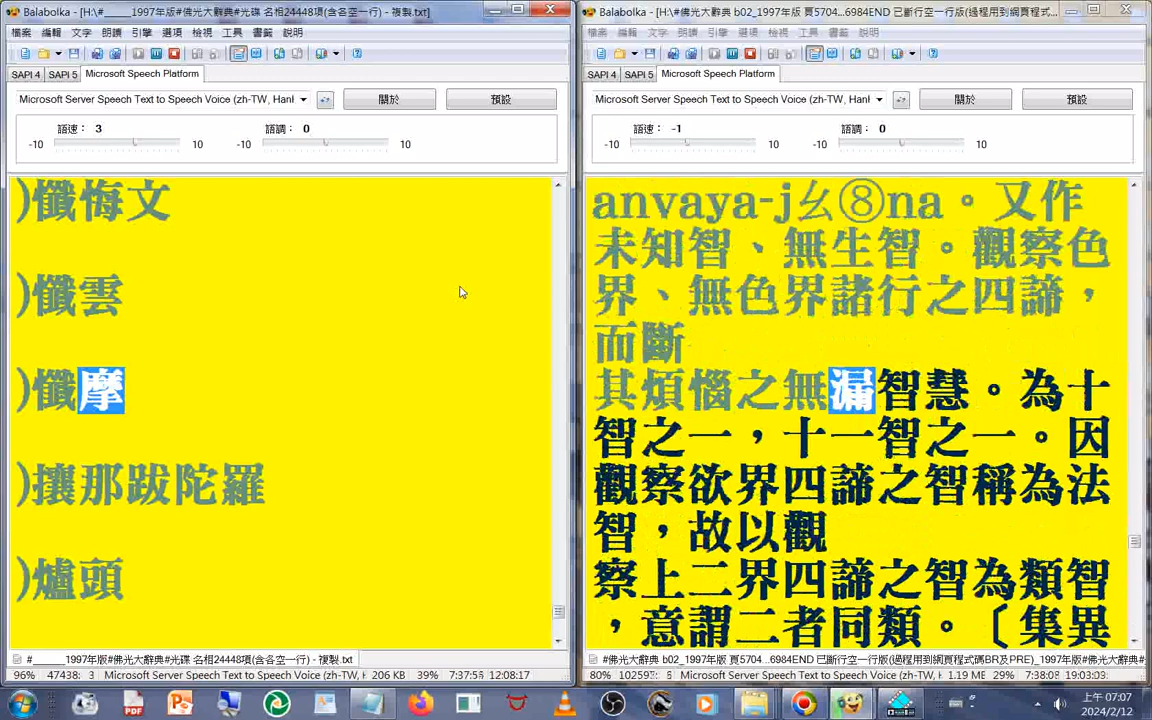 Balabolka - [H:\#_____1997年版#佛光大辭典#光碟 名相24448項(含各空一行) - 複製.txt]
檔案 編輯 文字 朗讀 引擎 選項 檢視 工具 書籤 說明
SAPI 4 SAPI 5 Microsoft Speech Platform
Microsoft Server Speech Text to Speech Voice (zh-TW, Hanl 關於 預設
語速： 3 語調： 0
-10 10 -10 10
)懺悔文
)懺雲
)懺摩
)攘那跋陀羅
)爐頭
#_____1997年版#佛光大辭典#光碟 名相24448項(含各空一行) - 複製.txt
96% 47438: 3 Microsoft Server Speech Text to Speech Voice (zh-TW, H 206 KB 39% 7:37:55 12:08:17
Balabolka - [H:\#佛光大辭典 b02_1997年版 頁5704...6984END 已斷行空一行版(過程用到網頁程式...
檔案 編輯 文字 朗讀 引擎 選項 檢視 工具 書籤 說明
SAPI 4 SAPI 5 Microsoft Speech Platform
Microsoft Server Speech Text to Speech Voice (zh-TW, Hanl 關於 預設
語速： -1 語調： 0
-10 10 -10 10
anvaya-j幺⑧na。又作
未知智、無生智。觀察色
界、無色界諸行之四諦，
而斷
其煩惱之無漏智慧。為十
智之一，十一智之一。因
觀察欲界四諦之智稱為法
智，故以觀
察上二界四諦之智為類智
，意謂二者同類。〔集異
#佛光大辭典 b02_1997年版 頁5704...6984END 已斷行空一行版(過程用到網頁程式碼BR及PRE)_1997年版#佛光大辭典#
80% 102597: Microsoft Server Speech Text to Speech Voice (zh-TW, H 1.19 MB 29% 7:38:08 19:03:09
上午 07:07
2024/2/12